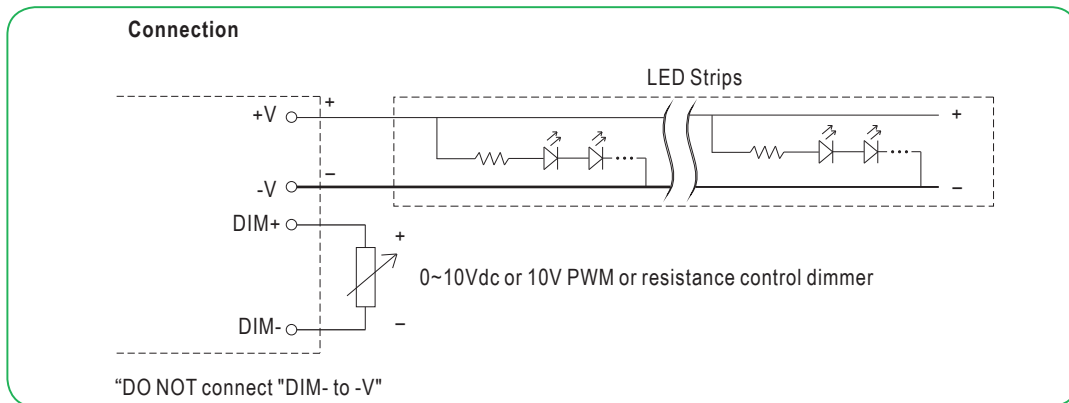 Connection
LED Strips
+V
+
+
-V
–
–
DIM+
+
0~10Vdc or 10V PWM or resistance control dimmer
DIM-
–
“DO NOT connect "DIM- to -V"